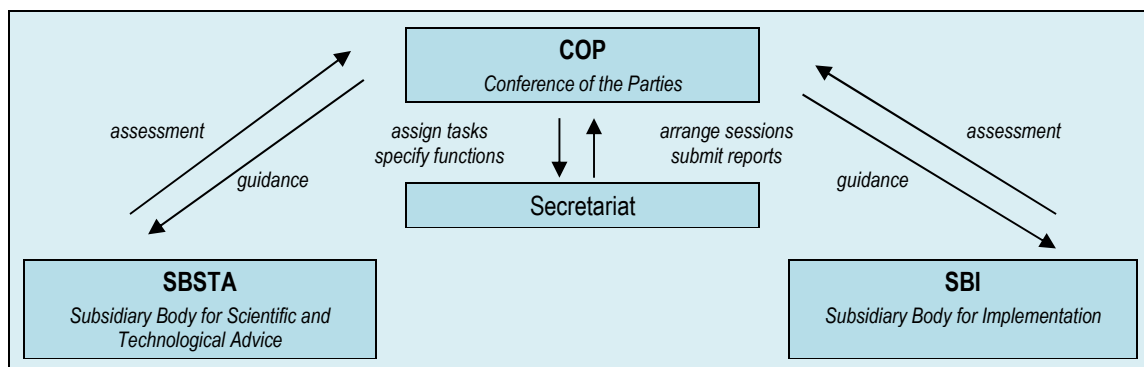 COP
Conference of the Parties
assessment
guidance
assign tasks
specify functions
arrange sessions
submit reports
assessment
guidance
Secretariat
SBSTA
Subsidiary Body for Scientific and
Technological Advice
SBI
Subsidiary Body for Implementation